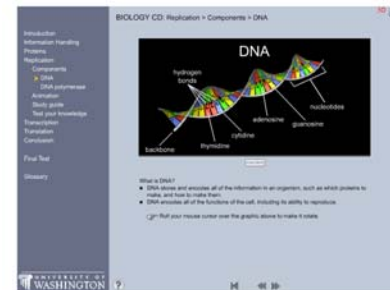 BIOLOGY CD: Replication > Components > DNA
Introduction
Information Handling
Proteins
Replication
Components
DNA
DNA polymerase
Animation
Study guide
Test your knowledge
Transcription
Translation
Conclusion
Final Test
Glossary
DNA
hydrogen
bonds
nucleotides
adenosine
guanosine
cytidine
thymidine
backbone
What is DNA?
DNA stores and encodes all of the information in an organism, such as which proteins to
make, and how to make them.
DNA encodes all of the functions of the cell, including its ability to reproduce.
Roll your mouse cursor over the graphic above to make it rotate.
UNIVERSITY OF
WASHINGTON
?